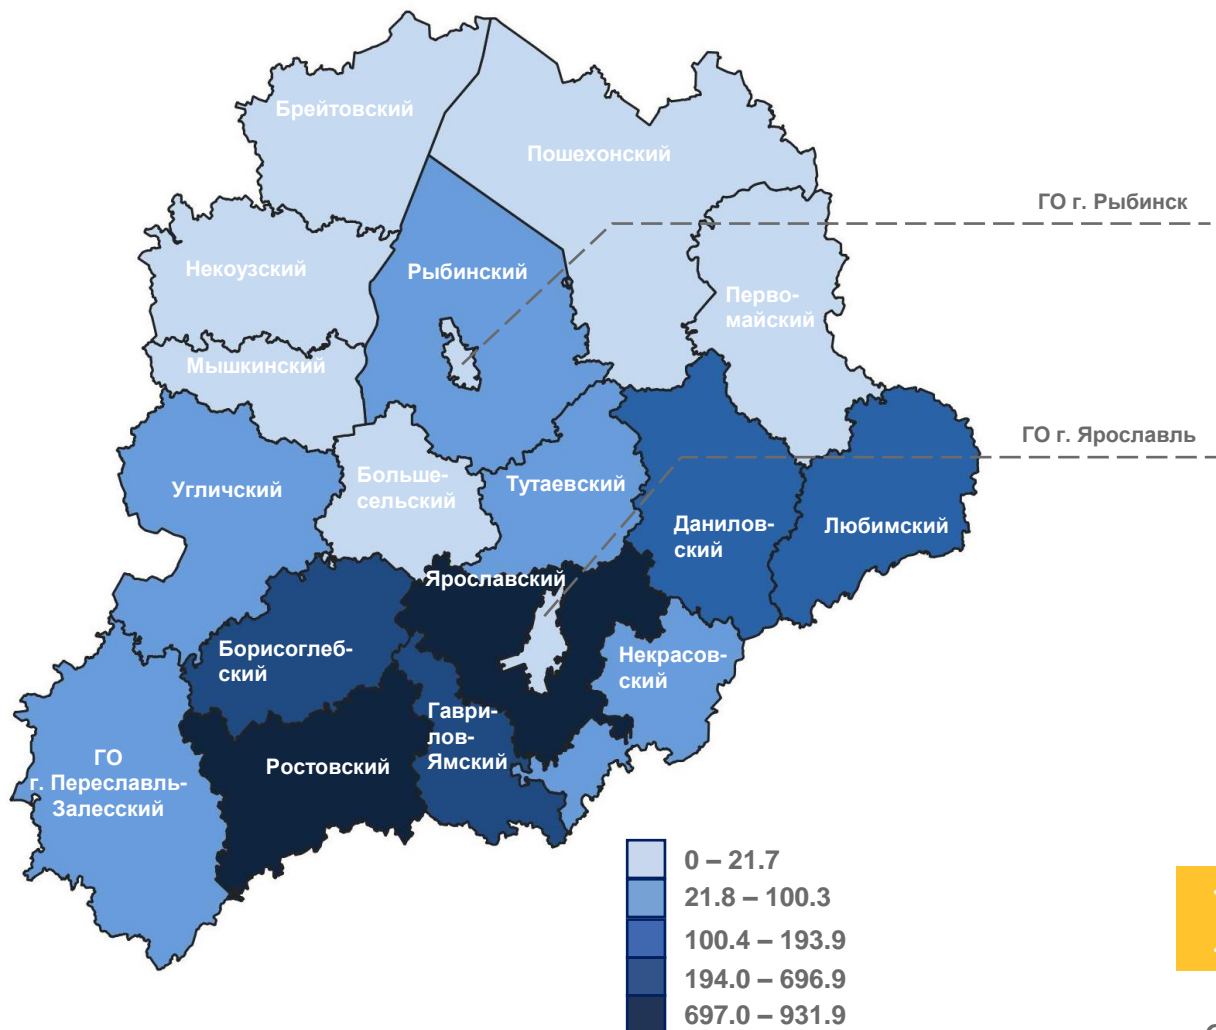 Брейтовский
Пошехонский
ГО г. Рыбинск
Некоузский
Рыбинский
Перво-
майский
Мышкинский
ГО г. Ярославль
Угличский
Больше-
сельский
Тутаевский
Данилов-
ский
Любимский
Ярославский
Борисоглеб-
ский
Некрасов-
ский
Гаври-
лов-
Ямский
ГО
г. Переславль-
Залесский
Ростовский
0 – 21.7
21.8 – 100.3
100.4 – 193.9
194.0 – 696.9
697.0 – 931.9